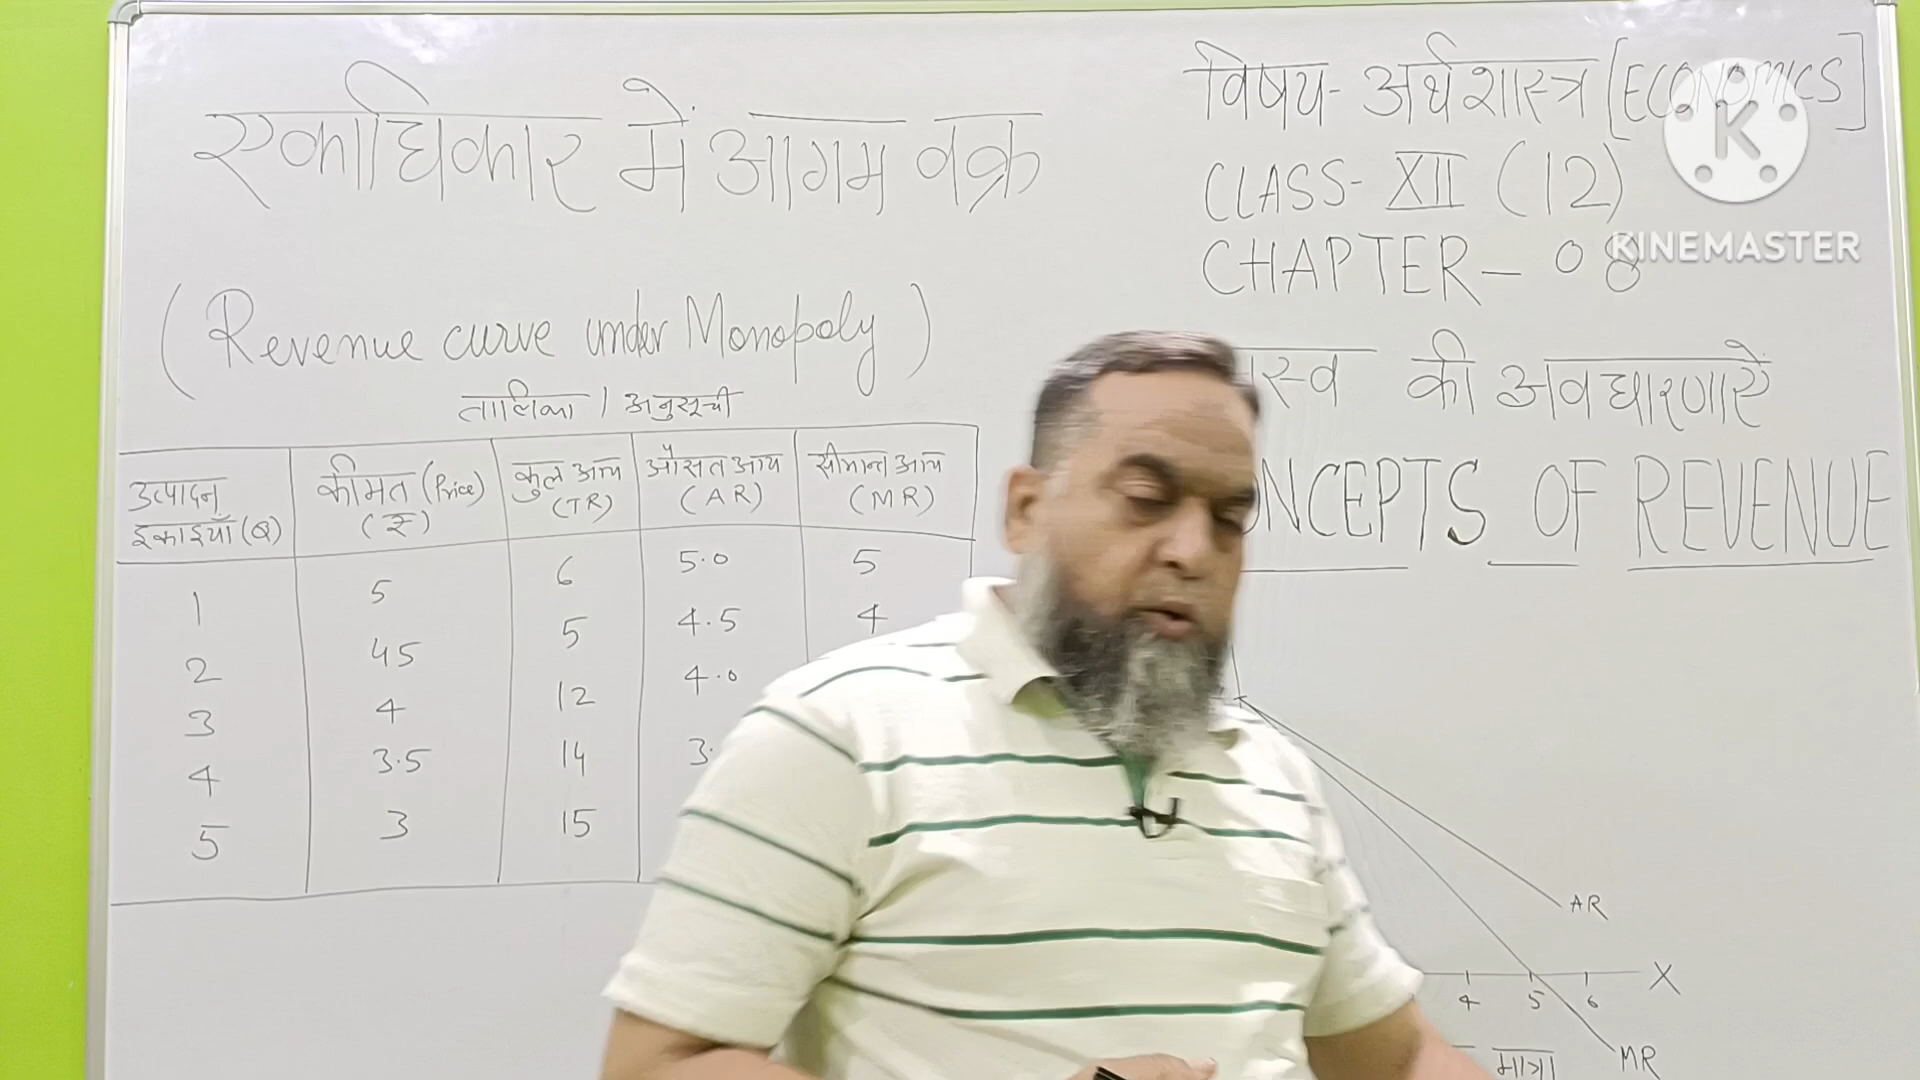 एकाधिकार में आगम वक्र
(Revenue curve under Monopoly)
तालिका / अनुसूची
उत्पादन इकाइयाँ (Q) कीमत (Price) (₹) कुल आय (TR) औसत आय (AR) सीमान्त आय (MR)
1 5 6 5.0 5
2 45 5 4.5 4
3 4 12 4.0
4 3.5 14 3.
5 3 15
विषय- अर्थशास्त्र [ECONOMICS]
CLASS- XII (12)
CHAPTER - 08
की अवधारणाऐं
OF REVENUE
AR
X
4 5 6
मात्रा
MR
K
KINEMASTER